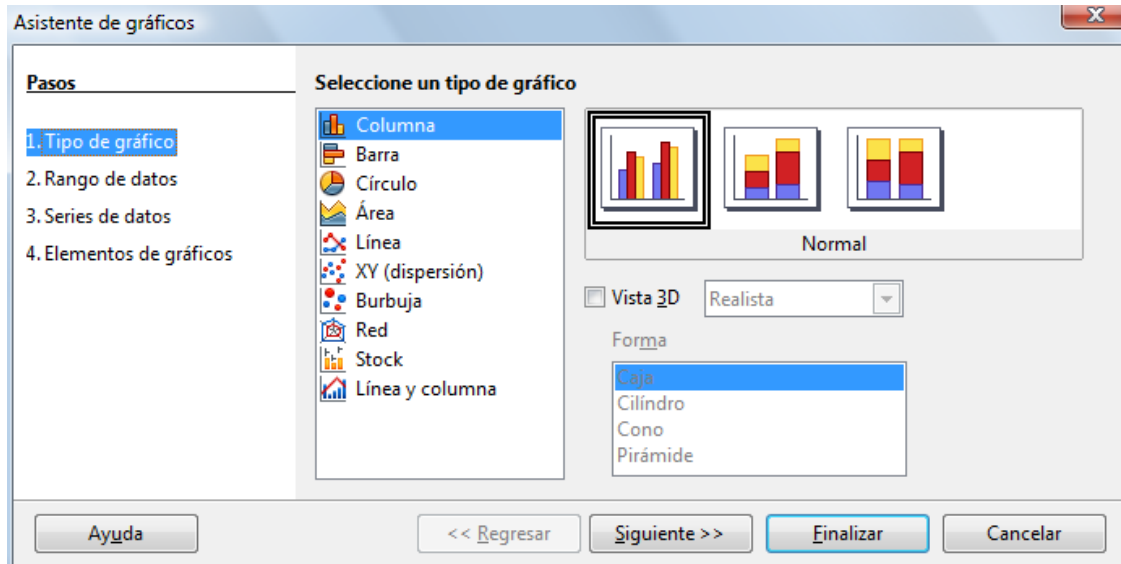 Asistente de gráficos
Pasos
1. Tipo de gráfico
2. Rango de datos
3. Series de datos
4. Elementos de gráficos
Seleccione un tipo de gráfico
Columna
Barra
Círculo
Área
Línea
XY (dispersión)
Burbuja
Red
Stock
Línea y columna
Normal
Vista 3D Realista
Forma
Caja
Cilíndro
Cono
Pirámide
Ayuda << Regresar Siguiente >> Finalizar Cancelar